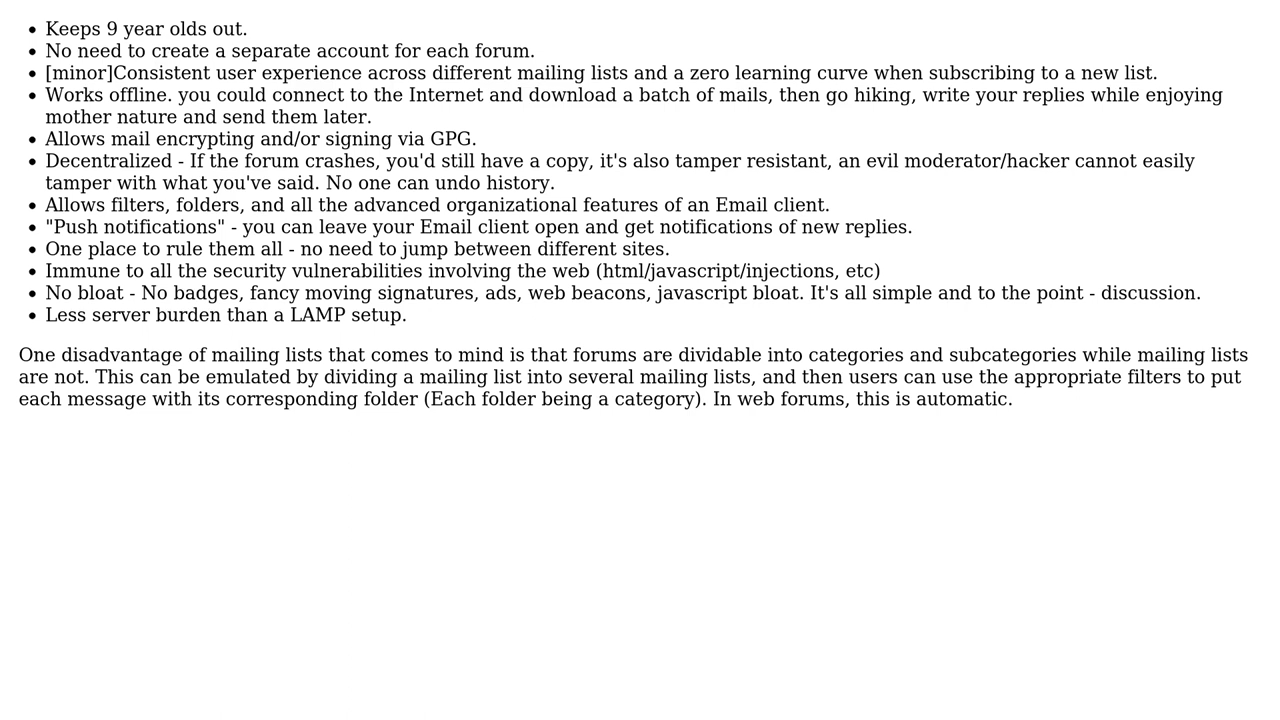 • Keeps 9 year olds out.
• No need to create a separate account for each forum.
• [minor]Consistent user experience across different mailing lists and a zero learning curve when subscribing to a new list.
• Works offline. you could connect to the Internet and download a batch of mails, then go hiking, write your replies while enjoying
mother nature and send them later.
• Allows mail encrypting and/or signing via GPG.
• Decentralized - If the forum crashes, you'd still have a copy, it's also tamper resistant, an evil moderator/hacker cannot easily
tamper with what you've said. No one can undo history.
• Allows filters, folders, and all the advanced organizational features of an Email client.
• "Push notifications" - you can leave your Email client open and get notifications of new replies.
• One place to rule them all - no need to jump between different sites.
• Immune to all the security vulnerabilities involving the web (html/javascript/injections, etc)
• No bloat - No badges, fancy moving signatures, ads, web beacons, javascript bloat. It's all simple and to the point - discussion.
• Less server burden than a LAMP setup.
One disadvantage of mailing lists that comes to mind is that forums are dividable into categories and subcategories while mailing lists
are not. This can be emulated by dividing a mailing list into several mailing lists, and then users can use the appropriate filters to put
each message with its corresponding folder (Each folder being a category). In web forums, this is automatic.